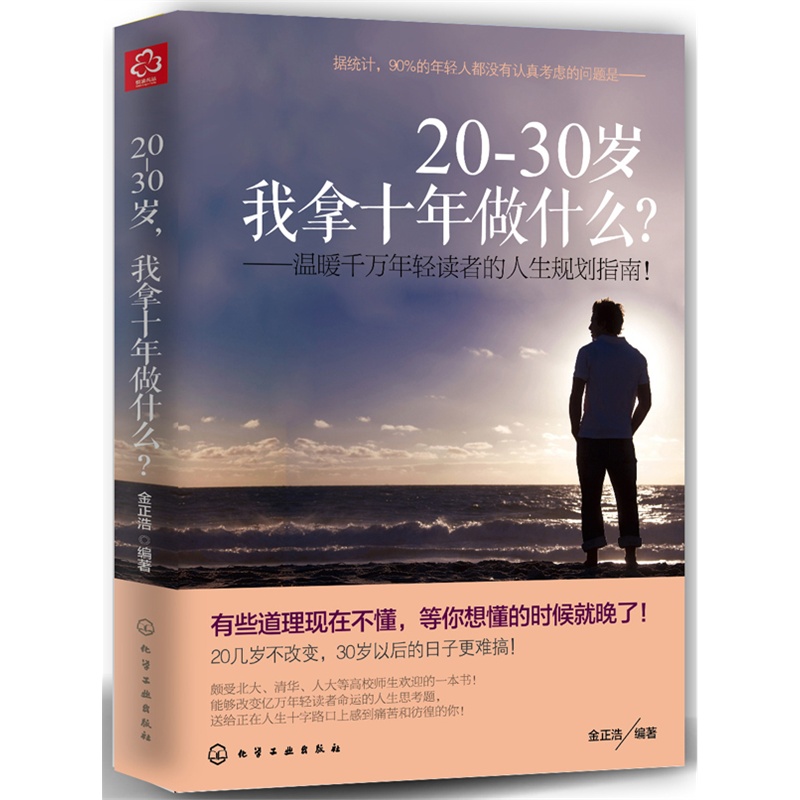 据统计，90%的年轻人都没有认真考虑的问题是——
20-30岁
我拿十年做什么？
——温暖千万年轻读者的人生规划指南！
有些道理现在不懂，等你想懂的时候就晚了！
20几岁不改变，30岁以后的日子更难搞！
颇受北大、清华、人大等高校师生欢迎的一本书！
能够改变亿万年轻读者命运的人生思考题，
送给正在人生十字路口上感到痛苦和彷徨的你！
金正浩／编著
化学工业出版社
20-30岁，我拿十年做什么？
金正浩◎编著
化学工业出版社